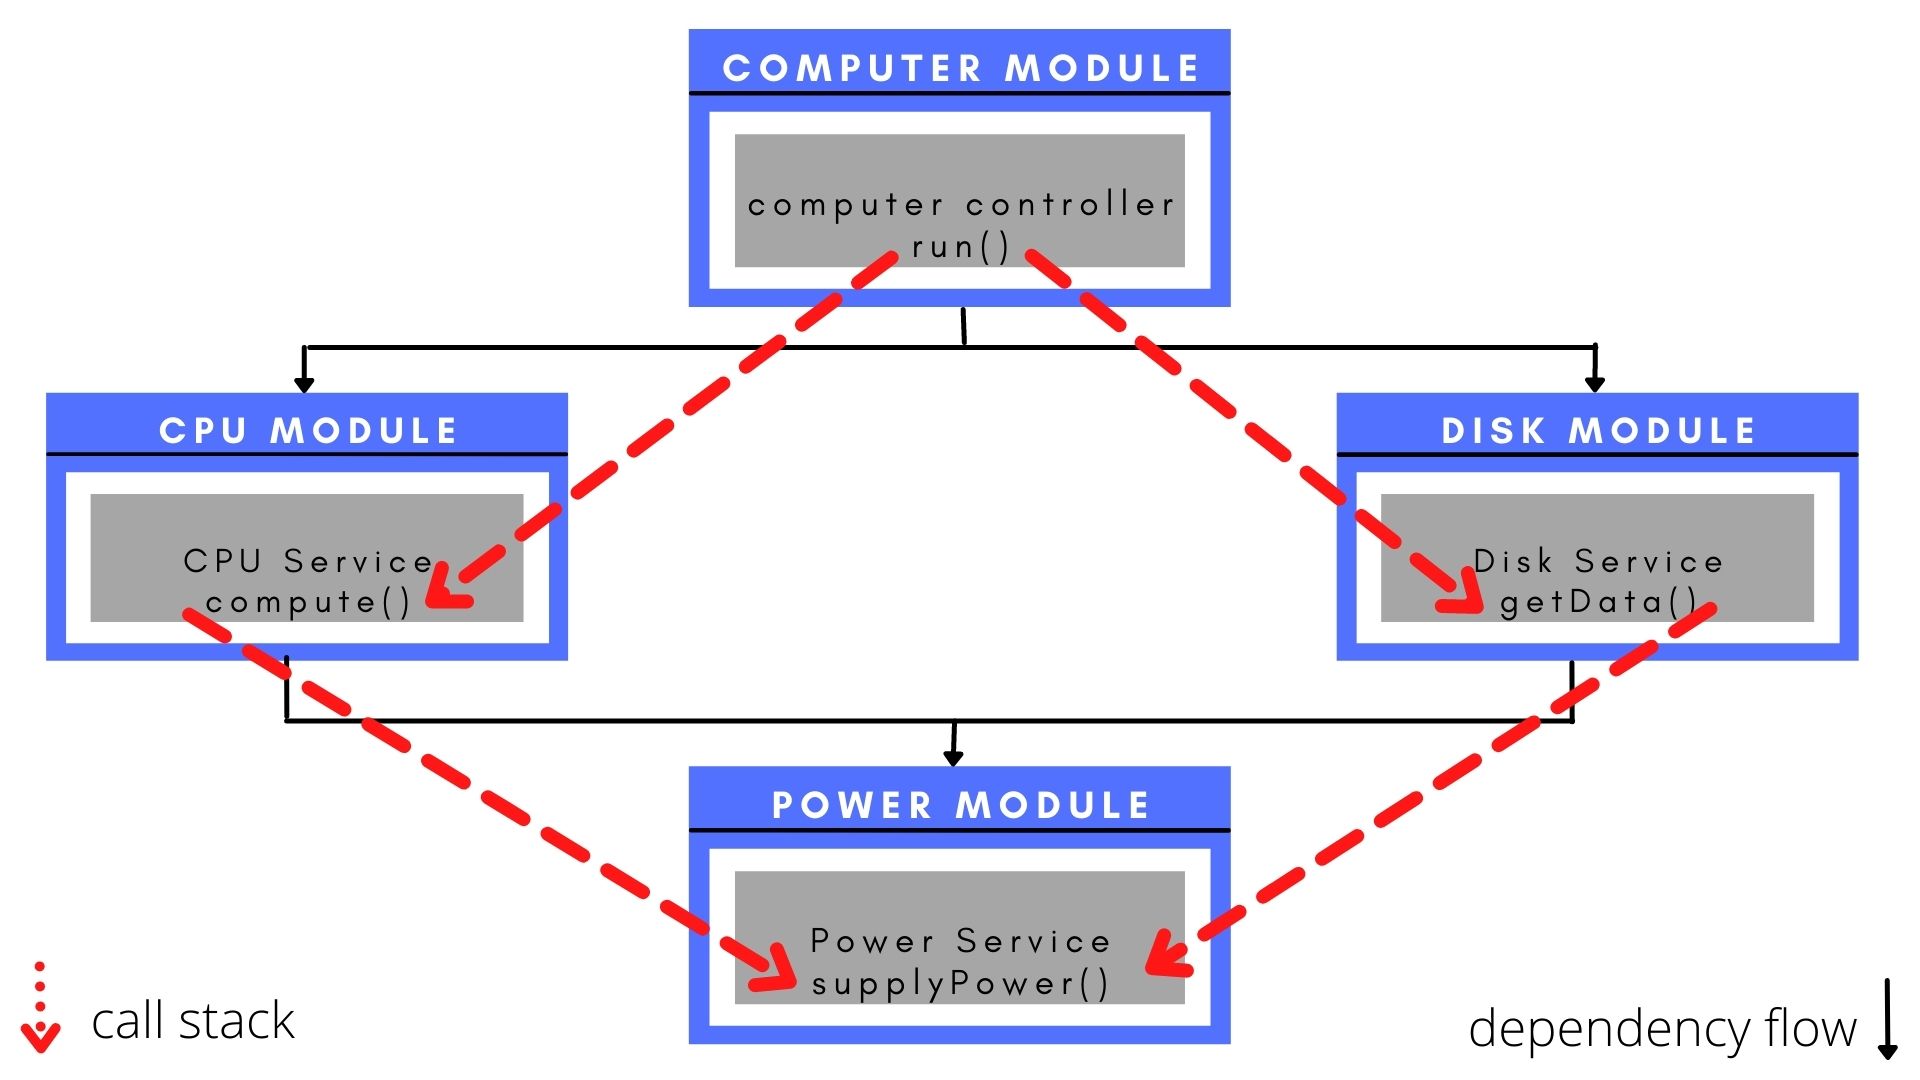 COMPUTER MODULE
computer controller
run()
CPU MODULE
CPU Service
compute()
DISK MODULE
Disk Service
getData()
POWER MODULE
Power Service
supplyPower()
call stack
dependency flow